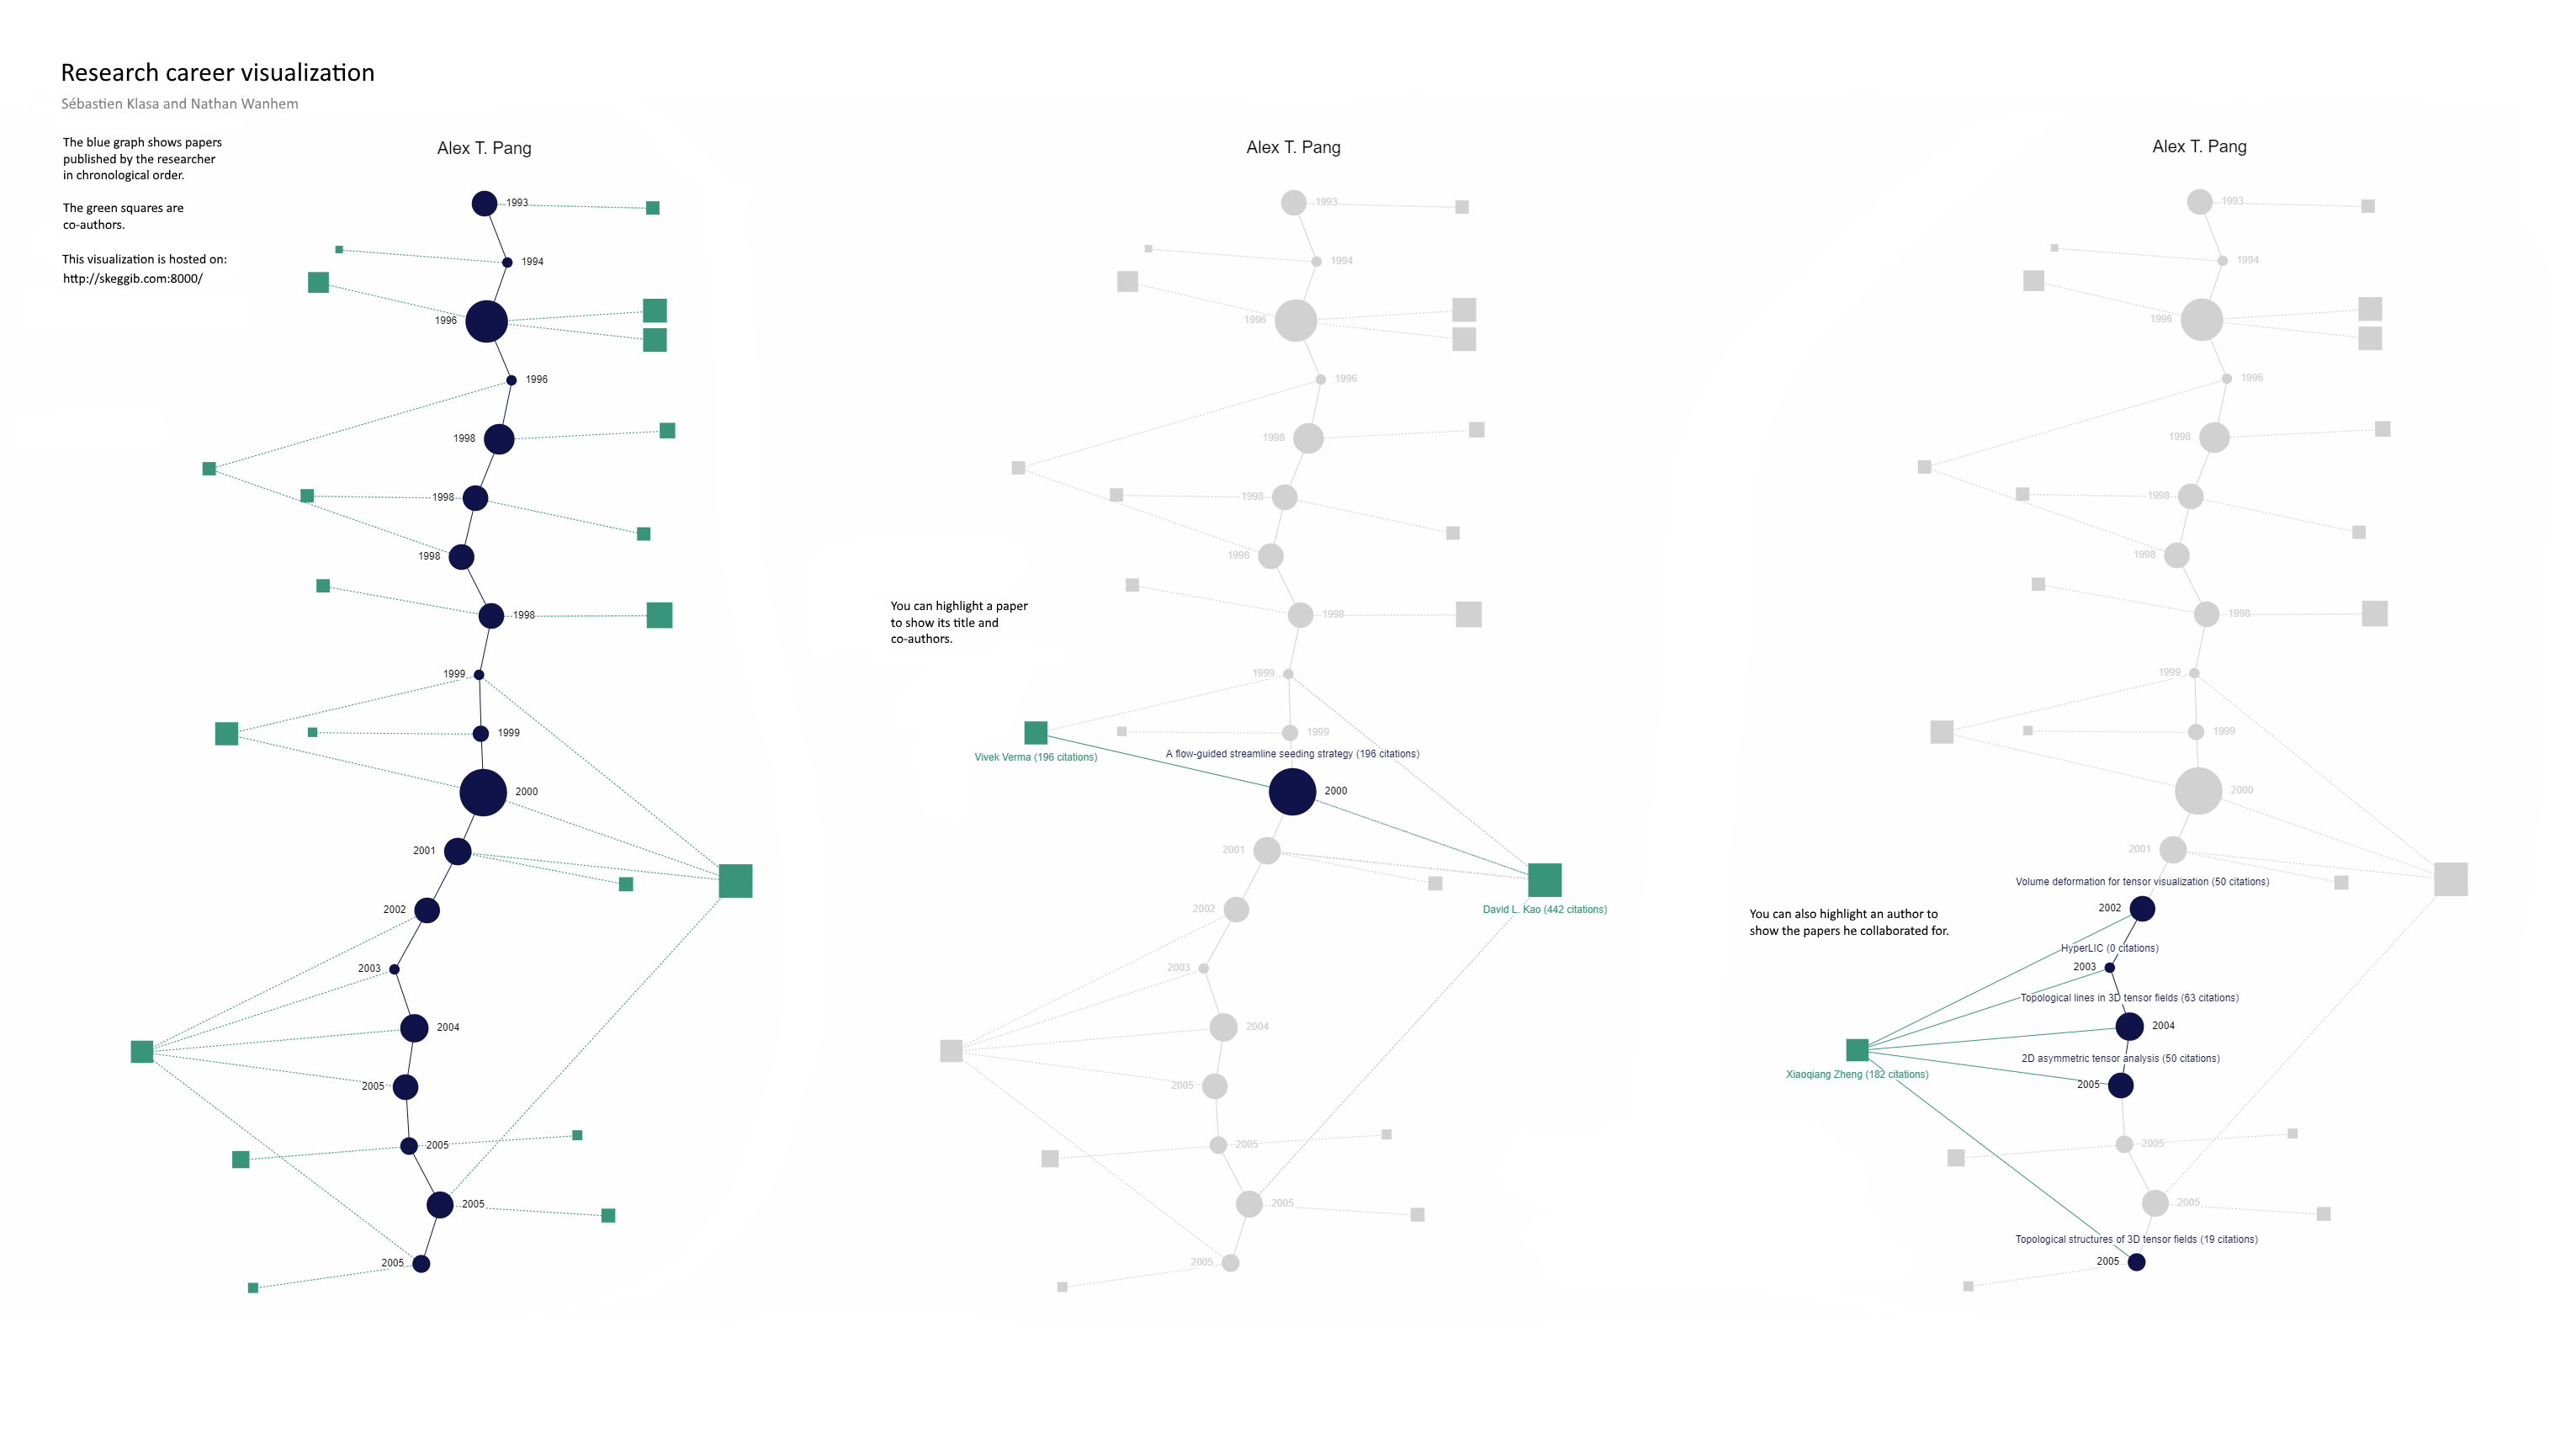 Research career visualization
Sébastien Klasa and Nathan Wanhem
The blue graph shows papers
published by the researcher
in chronological order.
The green squares are
co-authors.
This visualization is hosted on:
http://skeggib.com:8000/
Alex T. Pang
1993
1994
1996
1996
1998
1998
1998
1998
1999
1999
2000
2001
2002
2003
2004
2005
2005
2005
2005
You can highlight a paper
to show its title and
co-authors.
Alex T. Pang
1993
1994
1996
1996
1998
1998
1998
1998
1999
1999
Vivek Verma (196 citations)
A flow-guided streamline seeding strategy (196 citations)
2000
2001
David L. Kao (442 citations)
2002
2003
2004
2005
2005
2005
2005
You can also highlight an author to
show the papers he collaborated for.
Alex T. Pang
1993
1994
1996
1996
1998
1998
1998
1998
1999
1999
2000
2001
Volume deformation for tensor visualization (50 citations)
2002
HyperLIC (0 citations)
2003
Topological lines in 3D tensor fields (63 citations)
2004
2D asymmetric tensor analysis (50 citations)
Xiaoqiang Zheng (182 citations)
2005
2005
2005
Topological structures of 3D tensor fields (19 citations)
2005